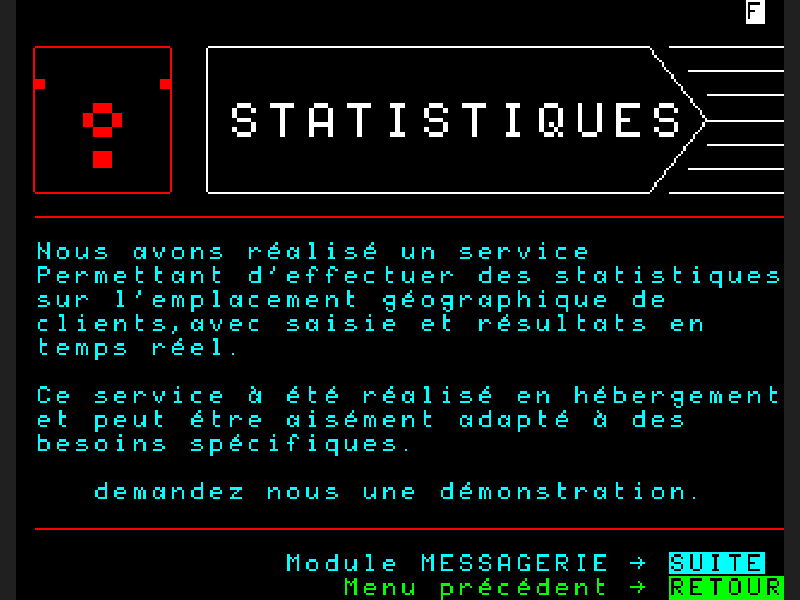 F
?
STATISTIQUES
Nous avons réalisé un service
Permettant d'effectuer des statistiques
sur l'emplacement géographique de
clients,avec saisie et résultats en
temps réel.
Ce service à été réalisé en hébergement
et peut étre aisément adapté à des
besoins spécifiques.
demandez nous une démonstration.
Module MESSAGERIE → SUITE
Menu précédent → RETOUR